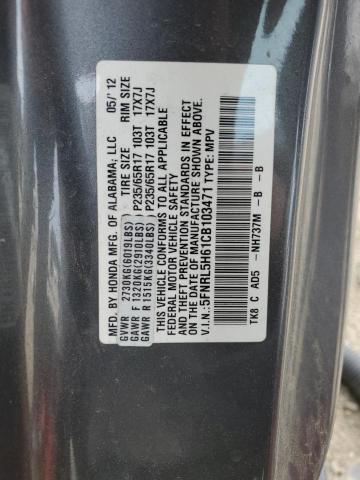 MFD. BY HONDA MFG. OF ALABAMA, LLC 05/'12
GVWR 2730KG(6019LBS) TIRE SIZE RIM SIZE
GAWR F 1320KG(2910LBS) P235/65R17 103T 17X7J
GAWR R 1515KG(3340LBS) P235/65R17 103T 17X7J
THIS VEHICLE CONFORMS TO ALL APPLICABLE
FEDERAL MOTOR VEHICLE SAFETY
AND THEFT PREVENTION STANDARDS IN EFFECT
ON THE DATE OF MANUFACTURE SHOWN ABOVE.
V.I.N.:5FNRL5H61CB103471 TYPE: MPV
TK8 C AD5 -NH737M -B -B